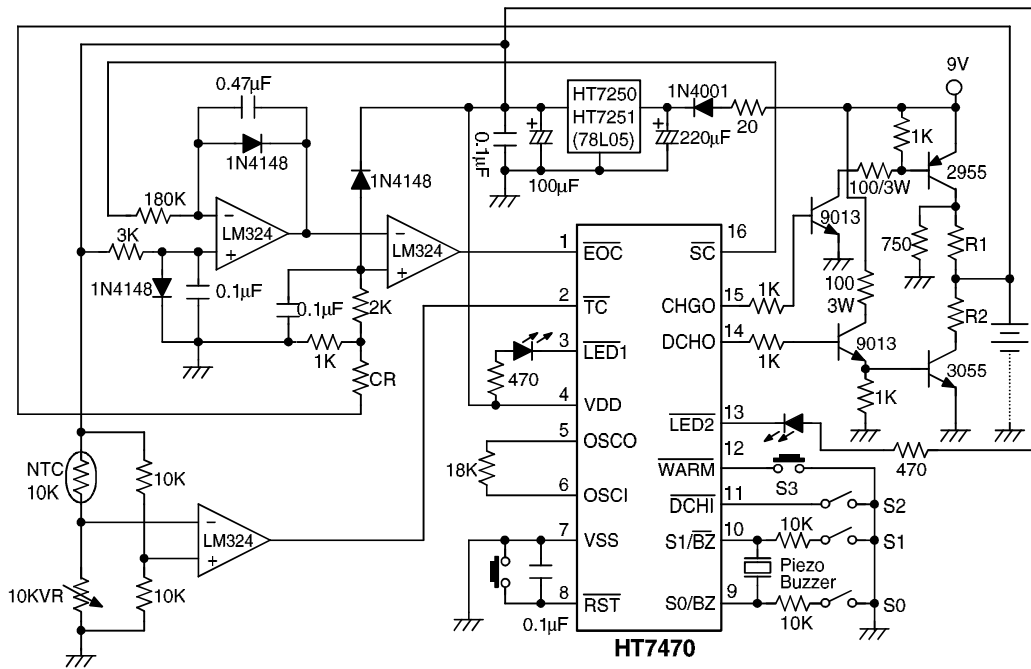 9V
0.47μF
HT7250
HT7251
(78L05)
1N4001
20
1K
2955
1N4148
0.1μF
+
100μF
+
220μF
100/3W
1N4148
180K
−
LM324
+
3K
−
LM324
+
9013
750
R1
1
EOC
16
SC
1N4148
0.1μF
0.1μF
2K
2
TC
CHGO
15
1K
100
3W
R2
1K
3
LED1
DCHO
14
1K
9013
3055
CR
470
4
VDD
1K
LED2
13
5
OSCO
12
WARM
470
S3
NTC
10K
10K
18K
6
OSCI
DCHI
11
S2
−
LM324
+
7
VSS
S1/BZ
10
10K
S1
Piezo
Buzzer
10KVR
10K
8
RST
S0/BZ
9
10K
S0
0.1μF
HT7470